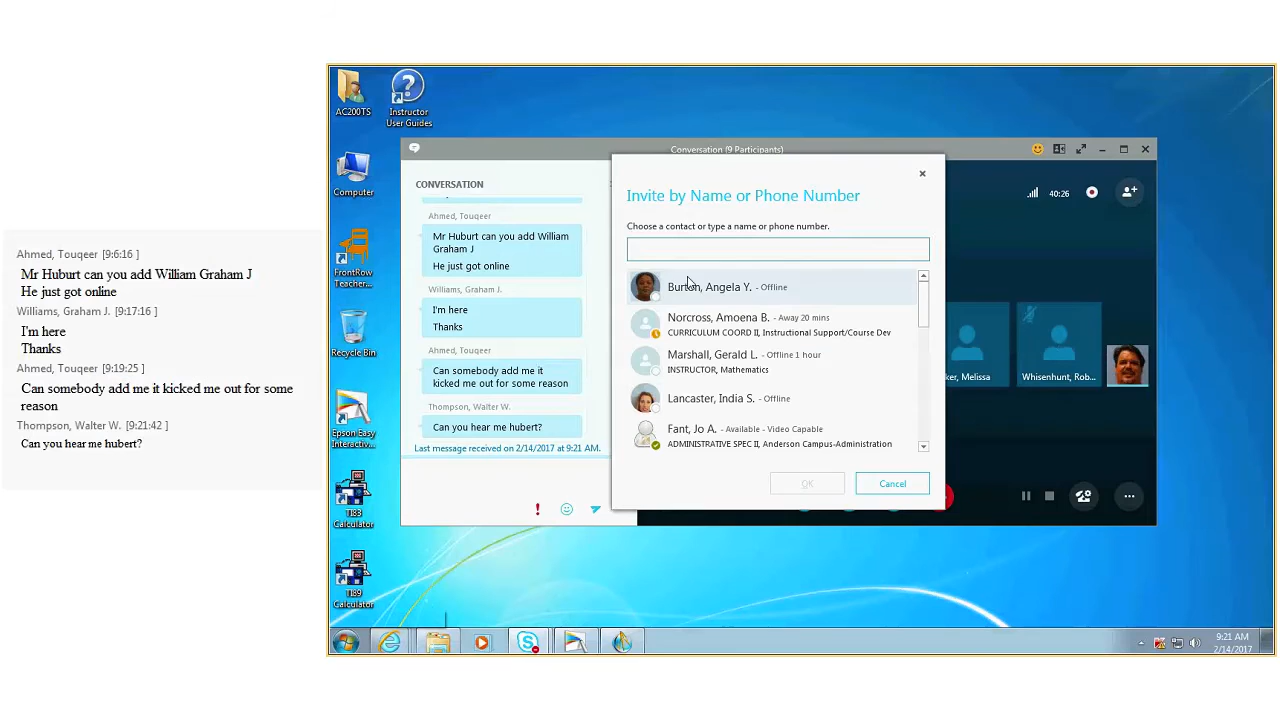 Ahmed, Touqeer [9:6:16 ]
Mr Huburt can you add William Graham J
He just got online
Williams, Graham J. [9:17:16 ]
I'm here
Thanks
Ahmed, Touqeer [9:19:25 ]
Can somebody add me it kicked me out for some
reason
Thompson, Walter W. [9:21:42 ]
Can you hear me hubert?
AC200TS
Instructor
User Guides
Computer
FrontRow
Teacher...
Recycle Bin
Epson Easy
Interactiv...
TI83
Calculator
TI89
Calculator
Conversation (9 Participants)
CONVERSATION
Ahmed, Touqeer
Mr Huburt can you add William
Graham J
He just got online
Williams, Graham J.
I'm here
Thanks
Ahmed, Touqeer
Can somebody add me it
kicked me out for some reason
Thompson, Walter W.
Can you hear me hubert?
Last message received on 2/14/2017 at 9:21 AM.
Invite by Name or Phone Number
Choose a contact or type a name or phone number.
Burton, Angela Y. - Offline
Norcross, Amoena B. - Away 20 mins
CURRICULUM COORD II, Instructional Support/Course Dev
Marshall, Gerald L. - Offline 1 hour
INSTRUCTOR, Mathematics
Lancaster, India S. - Offline
Fant, Jo A. - Available - Video Capable
ADMINISTRATIVE SPEC II, Anderson Campus-Administration
OK
Cancel
40:26
ker, Melissa
Whisenhunt, Rob...
9:21 AM
2/14/2017